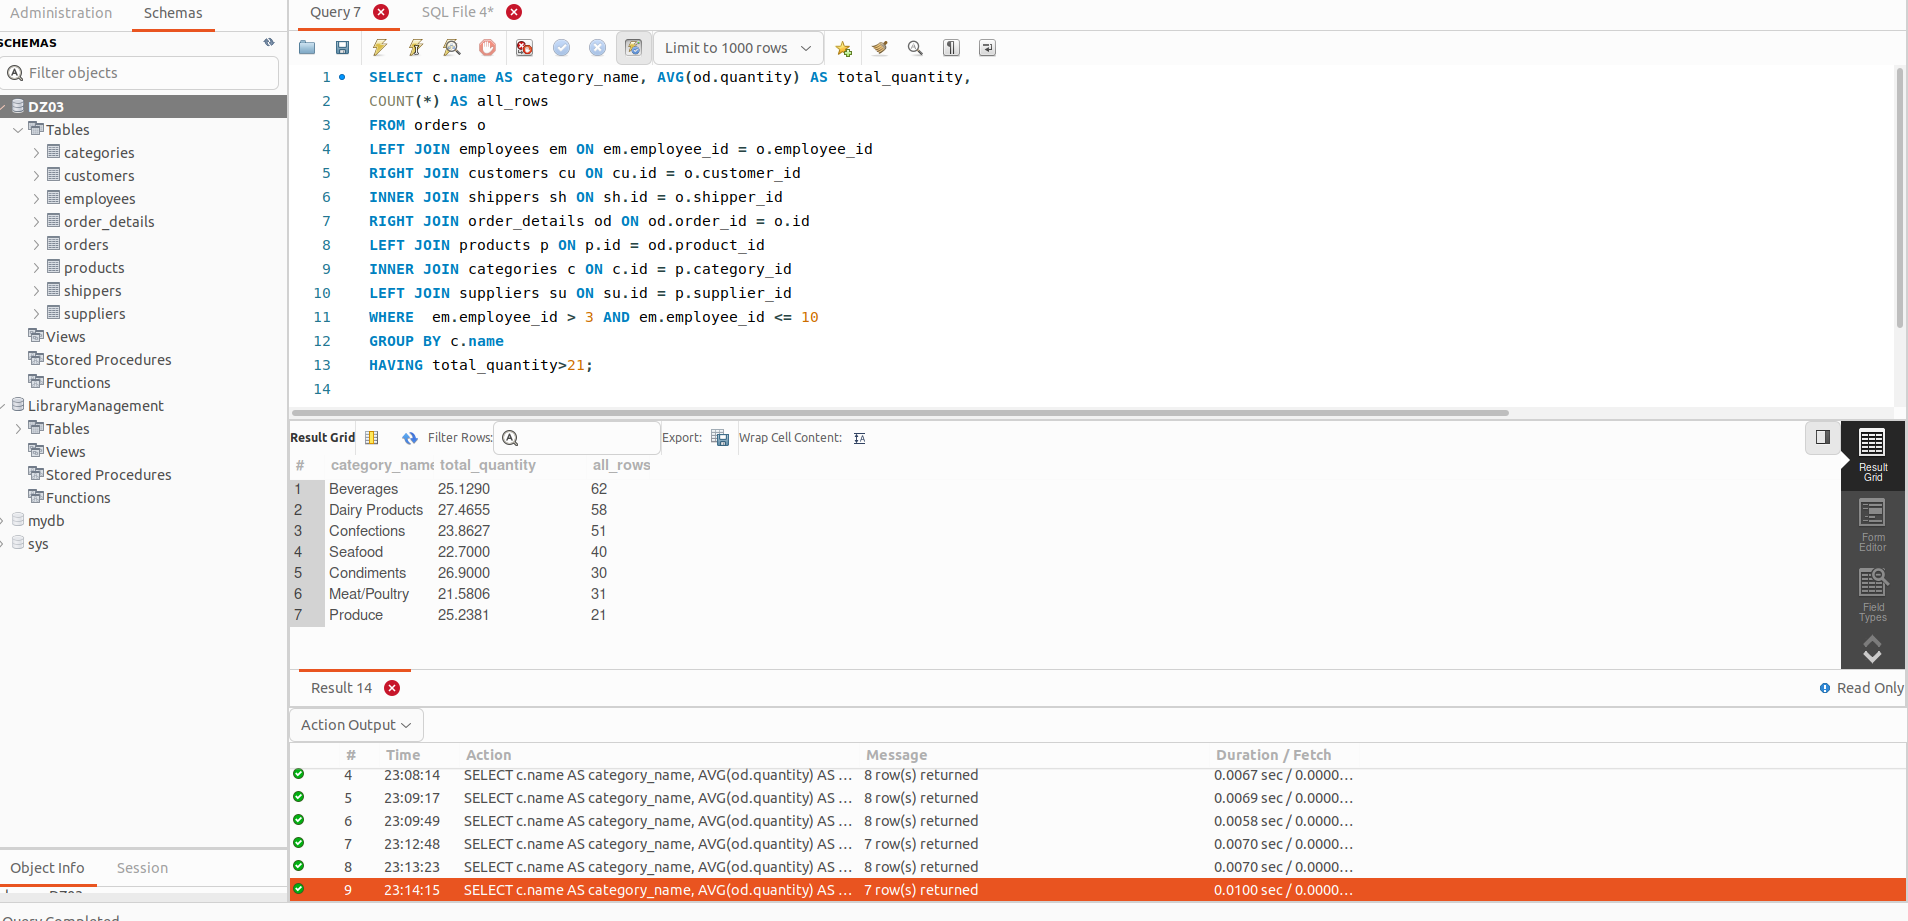 Administration
Schemas
SCHEMAS
Filter objects
DZ03
Tables
categories
customers
employees
order_details
orders
products
shippers
suppliers
Views
Stored Procedures
Functions
LibraryManagement
Tables
Views
Stored Procedures
Functions
mydb
sys
Object Info
Session
Query Completed
Query 7
SQL File 4*
Limit to 1000 rows
1 SELECT c.name AS category_name, AVG(od.quantity) AS total_quantity,
2 COUNT(*) AS all_rows
3 FROM orders o
4 LEFT JOIN employees em ON em.employee_id = o.employee_id
5 RIGHT JOIN customers cu ON cu.id = o.customer_id
6 INNER JOIN shippers sh ON sh.id = o.shipper_id
7 RIGHT JOIN order_details od ON od.order_id = o.id
8 LEFT JOIN products p ON p.id = od.product_id
9 INNER JOIN categories c ON c.id = p.category_id
10 LEFT JOIN suppliers su ON su.id = p.supplier_id
11 WHERE  em.employee_id > 3 AND em.employee_id <= 10
12 GROUP BY c.name
13 HAVING total_quantity>21;
14
Result Grid
Filter Rows:
Export:
Wrap Cell Content:
# category_name total_quantity all_rows
1 Beverages 25.1290 62
2 Dairy Products 27.4655 58
3 Confections 23.8627 51
4 Seafood 22.7000 40
5 Condiments 26.9000 30
6 Meat/Poultry 21.5806 31
7 Produce 25.2381 21
Result
Grid
Form
Editor
Field
Types
Result 14
Read Only
Action Output
# Time Action Message Duration / Fetch
4 23:08:14 SELECT c.name AS category_name, AVG(od.quantity) AS ... 8 row(s) returned 0.0067 sec / 0.0000...
5 23:09:17 SELECT c.name AS category_name, AVG(od.quantity) AS ... 8 row(s) returned 0.0069 sec / 0.0000...
6 23:09:49 SELECT c.name AS category_name, AVG(od.quantity) AS ... 8 row(s) returned 0.0058 sec / 0.0000...
7 23:12:48 SELECT c.name AS category_name, AVG(od.quantity) AS ... 7 row(s) returned 0.0070 sec / 0.0000...
8 23:13:23 SELECT c.name AS category_name, AVG(od.quantity) AS ... 8 row(s) returned 0.0070 sec / 0.0000...
9 23:14:15 SELECT c.name AS category_name, AVG(od.quantity) AS ... 7 row(s) returned 0.0100 sec / 0.0000...